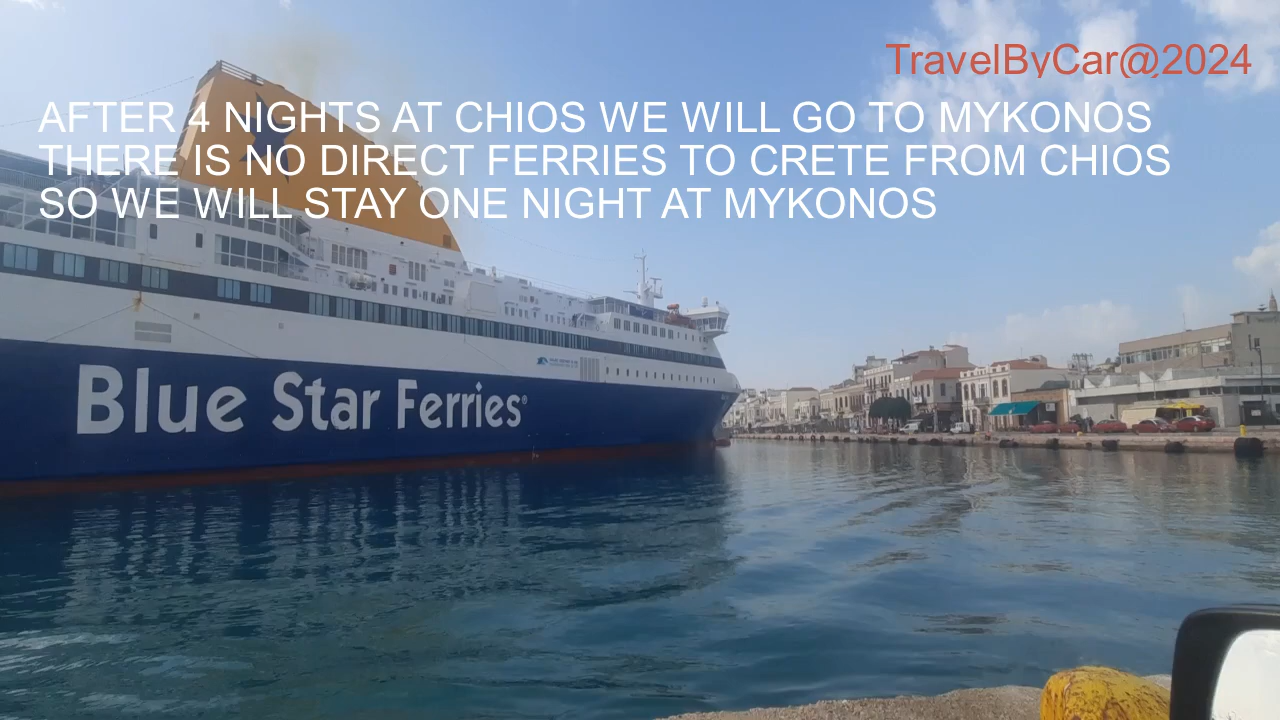 TravelByCar@2024
AFTER 4 NIGHTS AT CHIOS WE WILL GO TO MYKONOS
THERE IS NO DIRECT FERRIES TO CRETE FROM CHIOS
SO WE WILL STAY ONE NIGHT AT MYKONOS
Blue Star Ferries®